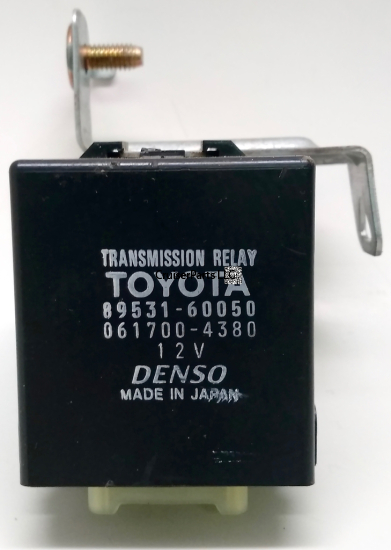 TRANSMISSION RELAY
TOYOTA
89531-60050
061700-4380
12V
DENSO
MADE IN JAPAN